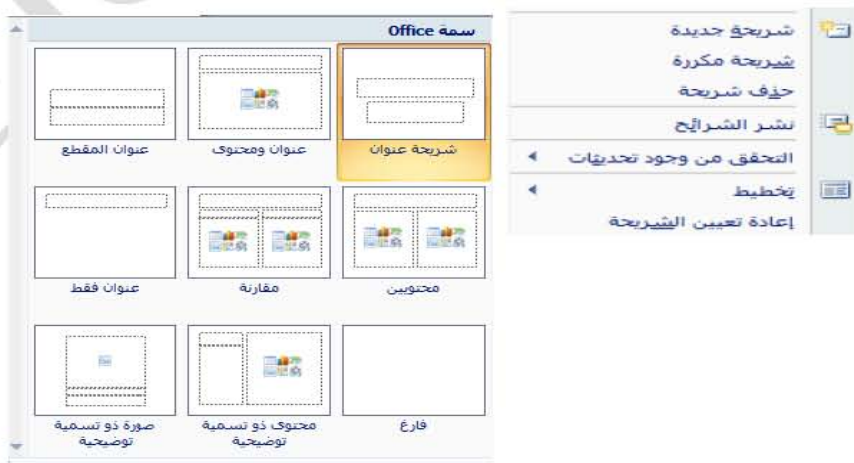 شريحة جديدة
شريحة مكررة
حذف شريحة
نشر الشرائح
التحقق من وجود تحديثات
تخطيط
إعادة تعيين الشريحة
سمة Office
شريحة عنوان
عنوان ومحتوى
عنوان المقطع
محتويين
مقارنة
عنوان فقط
فارغ
محتوى ذو تسمية
توضيحية
صورة ذو تسمية
توضيحية